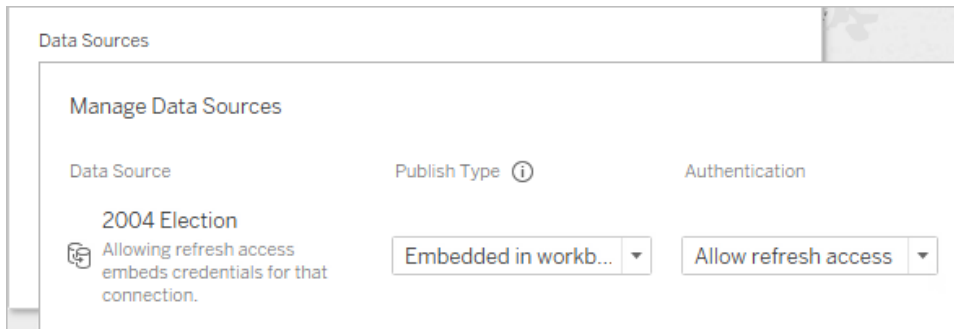 Data Sources
Manage Data Sources
Data Source Publish Type Authentication
2004 Election
Allowing refresh access
embeds credentials for that
connection.
Embedded in workb... Allow refresh access